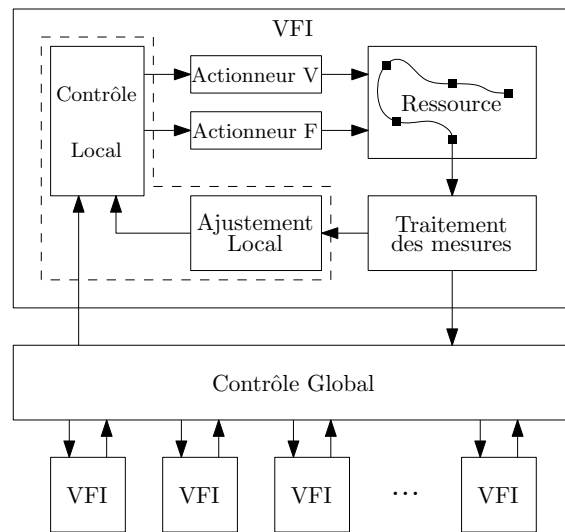 VFI
Contrôle
Local
Actionneur V
Actionneur F
Ressource
Ajustement
Local
Traitement
des mesures
Contrôle Global
VFI
VFI
VFI
...
VFI